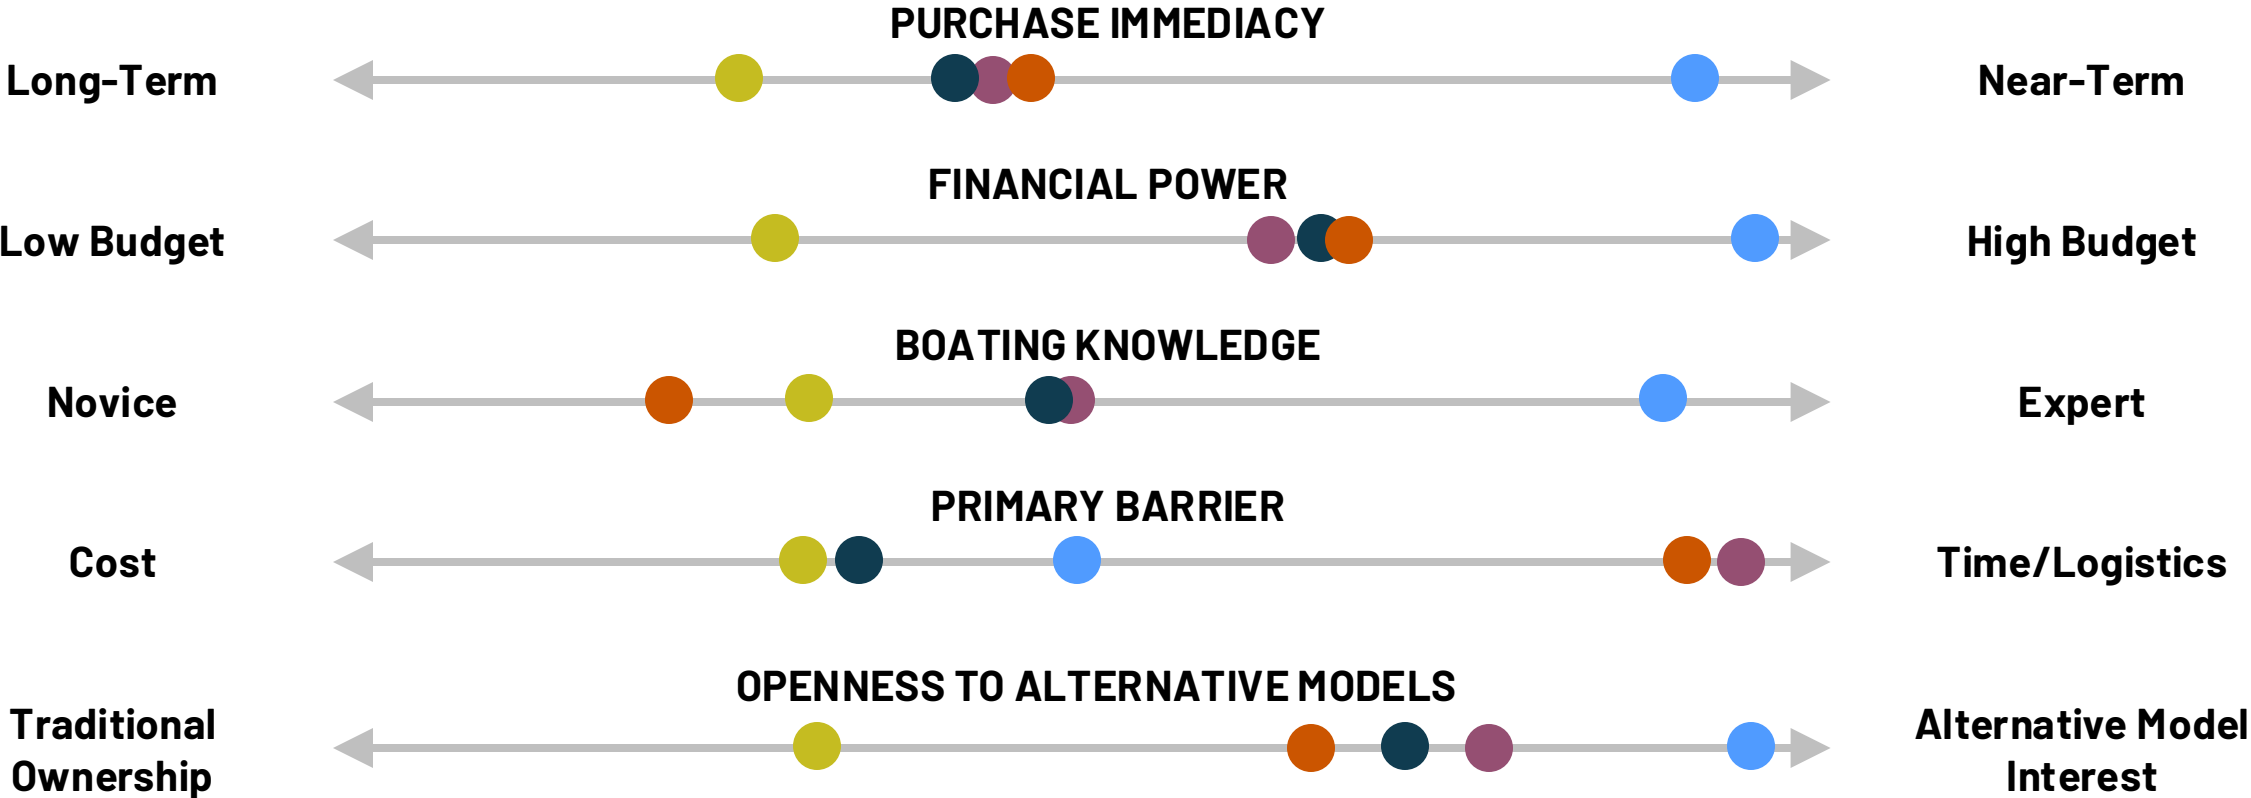 PURCHASE IMMEDIACY
Long-Term
Near-Term
FINANCIAL POWER
Low Budget
High Budget
BOATING KNOWLEDGE
Novice
Expert
PRIMARY BARRIER
Cost
Time/Logistics
OPENNESS TO ALTERNATIVE MODELS
Traditional
Ownership
Alternative Model
Interest